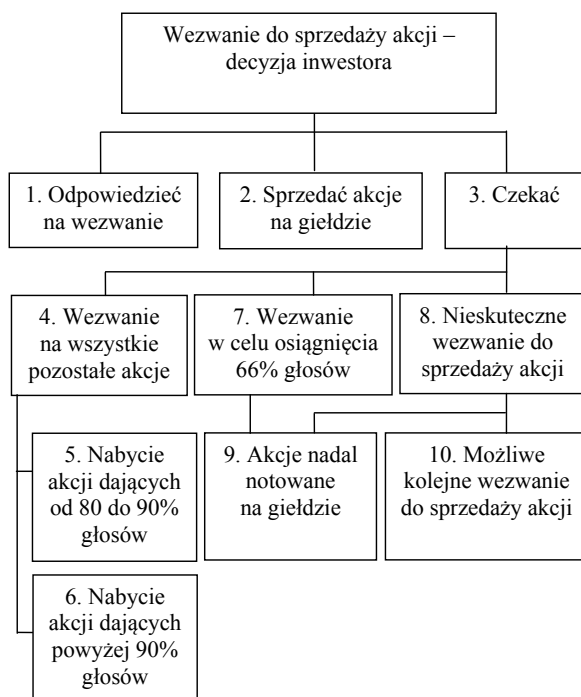 Wezwanie do sprzedaży akcji –
decyzja inwestora
1. Odpowiedzieć
na wezwanie
2. Sprzedać akcje
na giełdzie
3. Czekać
4. Wezwanie
na wszystkie
pozostałe akcje
7. Wezwanie
w celu osiągnięcia
66% głosów
8. Nieskuteczne
wezwanie do
sprzedaży akcji
5. Nabycie
akcji dających
od 80 do 90%
głosów
9. Akcje nadal
notowane
na giełdzie
10. Możliwe
kolejne wezwanie
do sprzedaży akcji
6. Nabycie
akcji dających
powyżej 90%
głosów